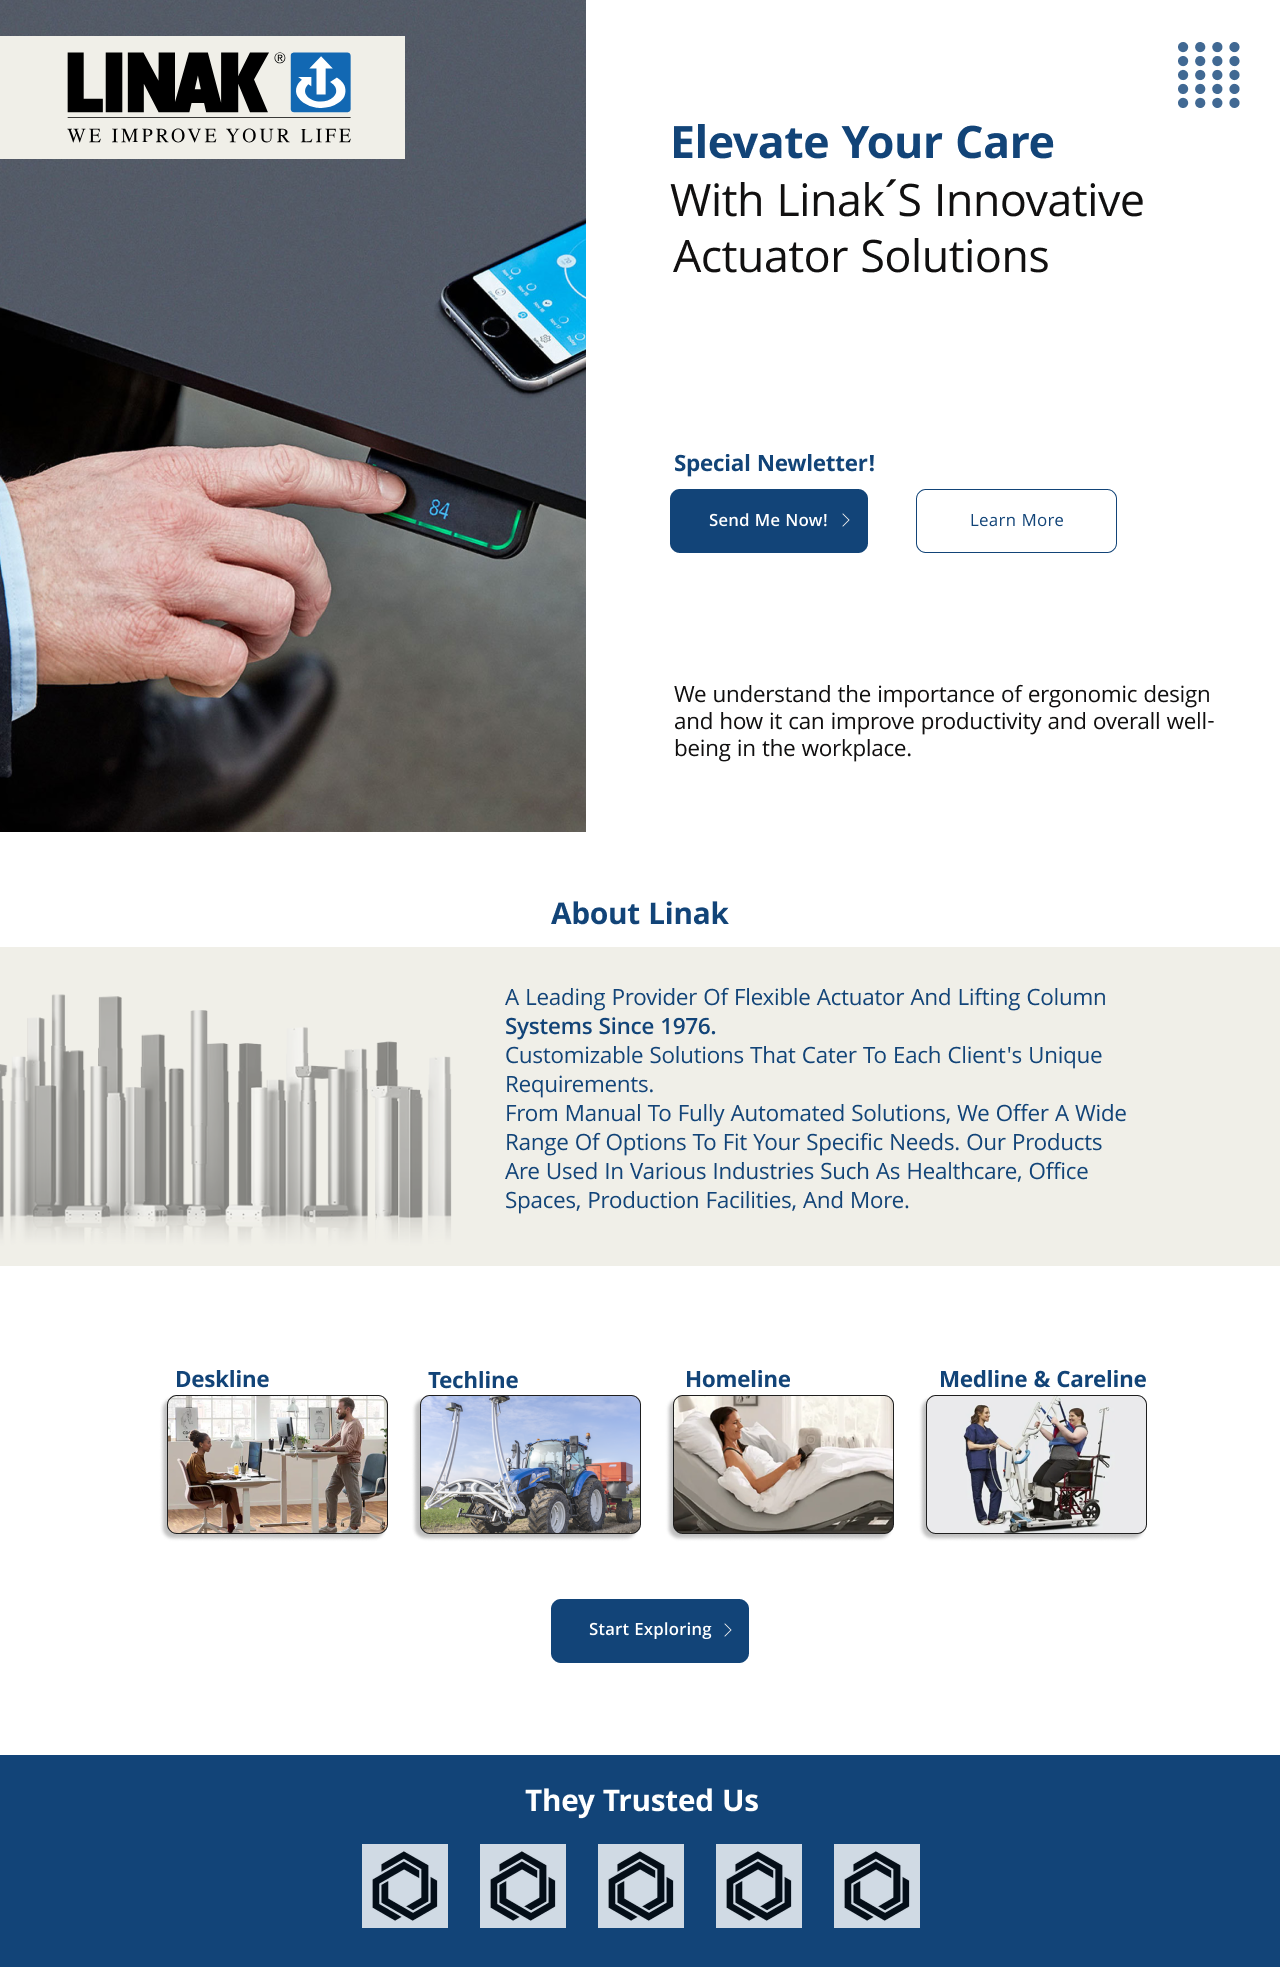 LINAK®
WE IMPROVE YOUR LIFE
Elevate Your Care
With Linak´S Innovative
Actuator Solutions
84
Special Newletter!
Send Me Now!
Learn More
We understand the importance of ergonomic design
and how it can improve productivity and overall well-
being in the workplace.
About Linak
A Leading Provider Of Flexible Actuator And Lifting Column
Systems Since 1976.
Customizable Solutions That Cater To Each Client's Unique
Requirements.
From Manual To Fully Automated Solutions, We Offer A Wide
Range Of Options To Fit Your Specific Needs. Our Products
Are Used In Various Industries Such As Healthcare, Office
Spaces, Production Facilities, And More.
Deskline
Techline
Homeline
Medline & Careline
Start Exploring
They Trusted Us